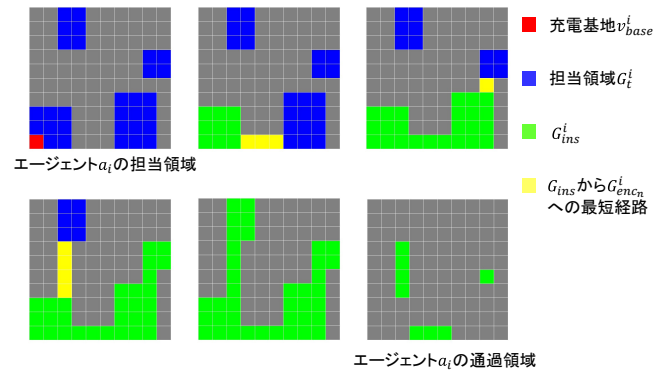 充電基地v^i_base
担当領域G^i_t
G^i_ins
G_insからG^i_enc_n
への最短経路
エージェントa_iの担当領域
エージェントa_iの通過領域